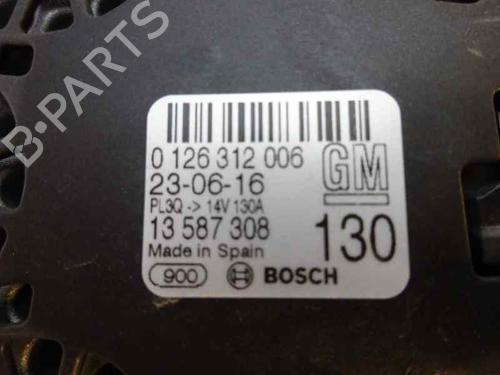 B-PARTS
0 126 312 006
GM
23-06-16
PL3Q -> 14V 130A
13 587 308
130
Made in Spain
900 BOSCH